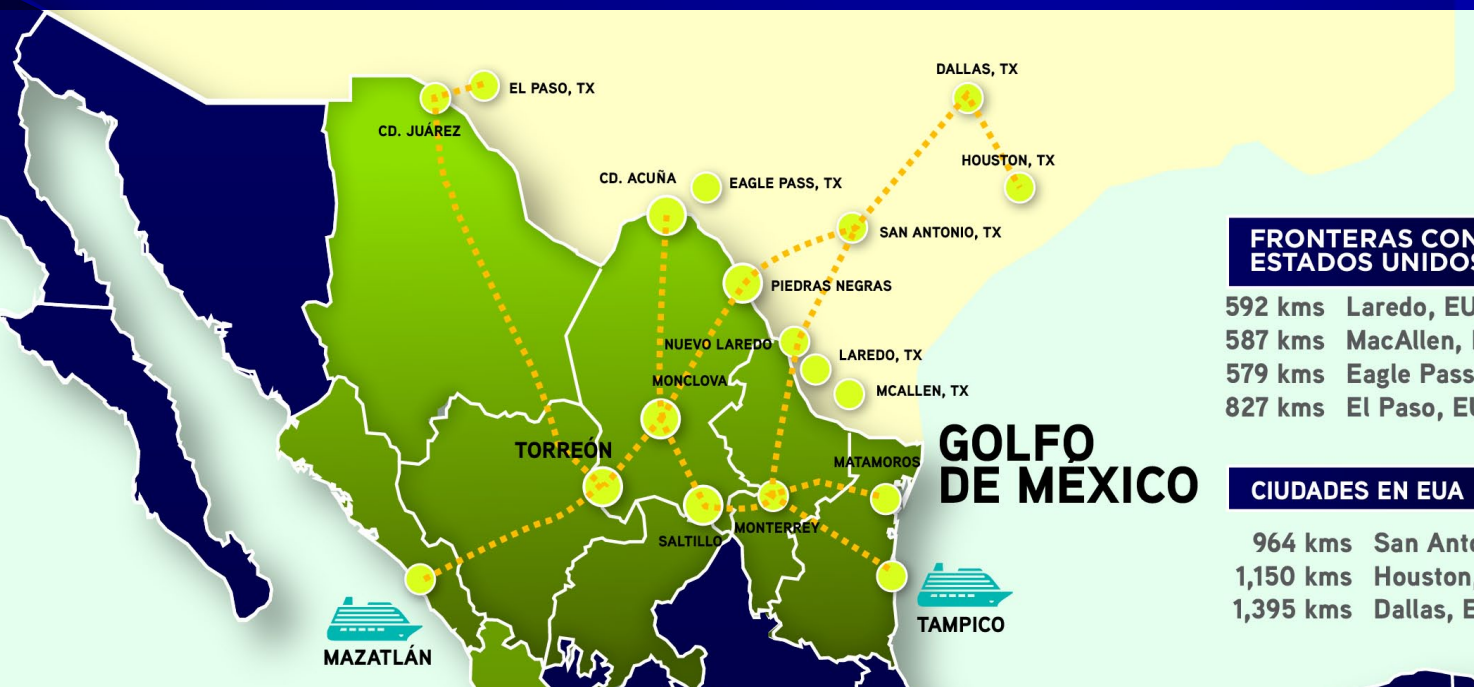 DALLAS, TX
EL PASO, TX
CD. JUÁREZ
HOUSTON, TX
CD. ACUÑA
EAGLE PASS, TX
SAN ANTONIO, TX
PIEDRAS NEGRAS
NUEVO LAREDO
LAREDO, TX
MONCLOVA
MCALLEN, TX
TORREÓN
MATAMOROS
GOLFO
DE MÉXICO
SALTILLO
MONTERREY
TAMPICO
MAZATLÁN
FRONTERAS CON
ESTADOS UNIDOS
592 kms Laredo, EU
587 kms MacAllen,
579 kms Eagle Pass
827 kms El Paso, EU
CIUDADES EN EUA
964 kms San Anto
1,150 kms Houston,
1,395 kms Dallas, E